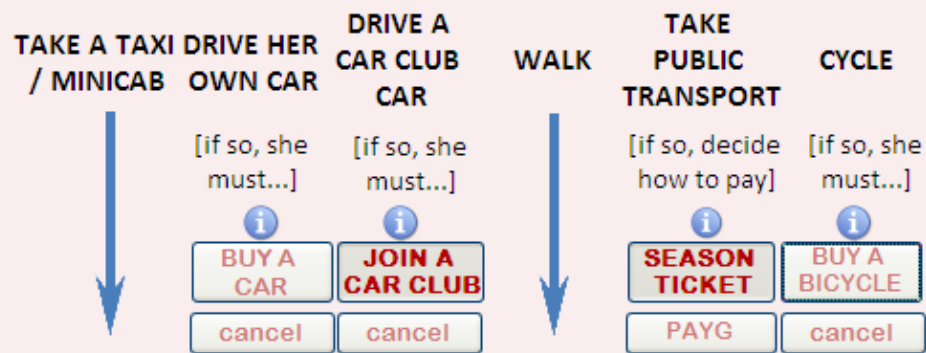 TAKE A TAXI
/ MINICAB
DRIVE HER
OWN CAR
DRIVE A
CAR CLUB
CAR
WALK
TAKE
PUBLIC
TRANSPORT
CYCLE
[if so, she
must...]
[if so, she
must...]
[if so, decide
how to pay]
[if so, she
must...]
i
i
i
i
BUY A
CAR
JOIN A
CAR CLUB
SEASON
TICKET
BUY A
BICYCLE
cancel
cancel
PAYG
cancel